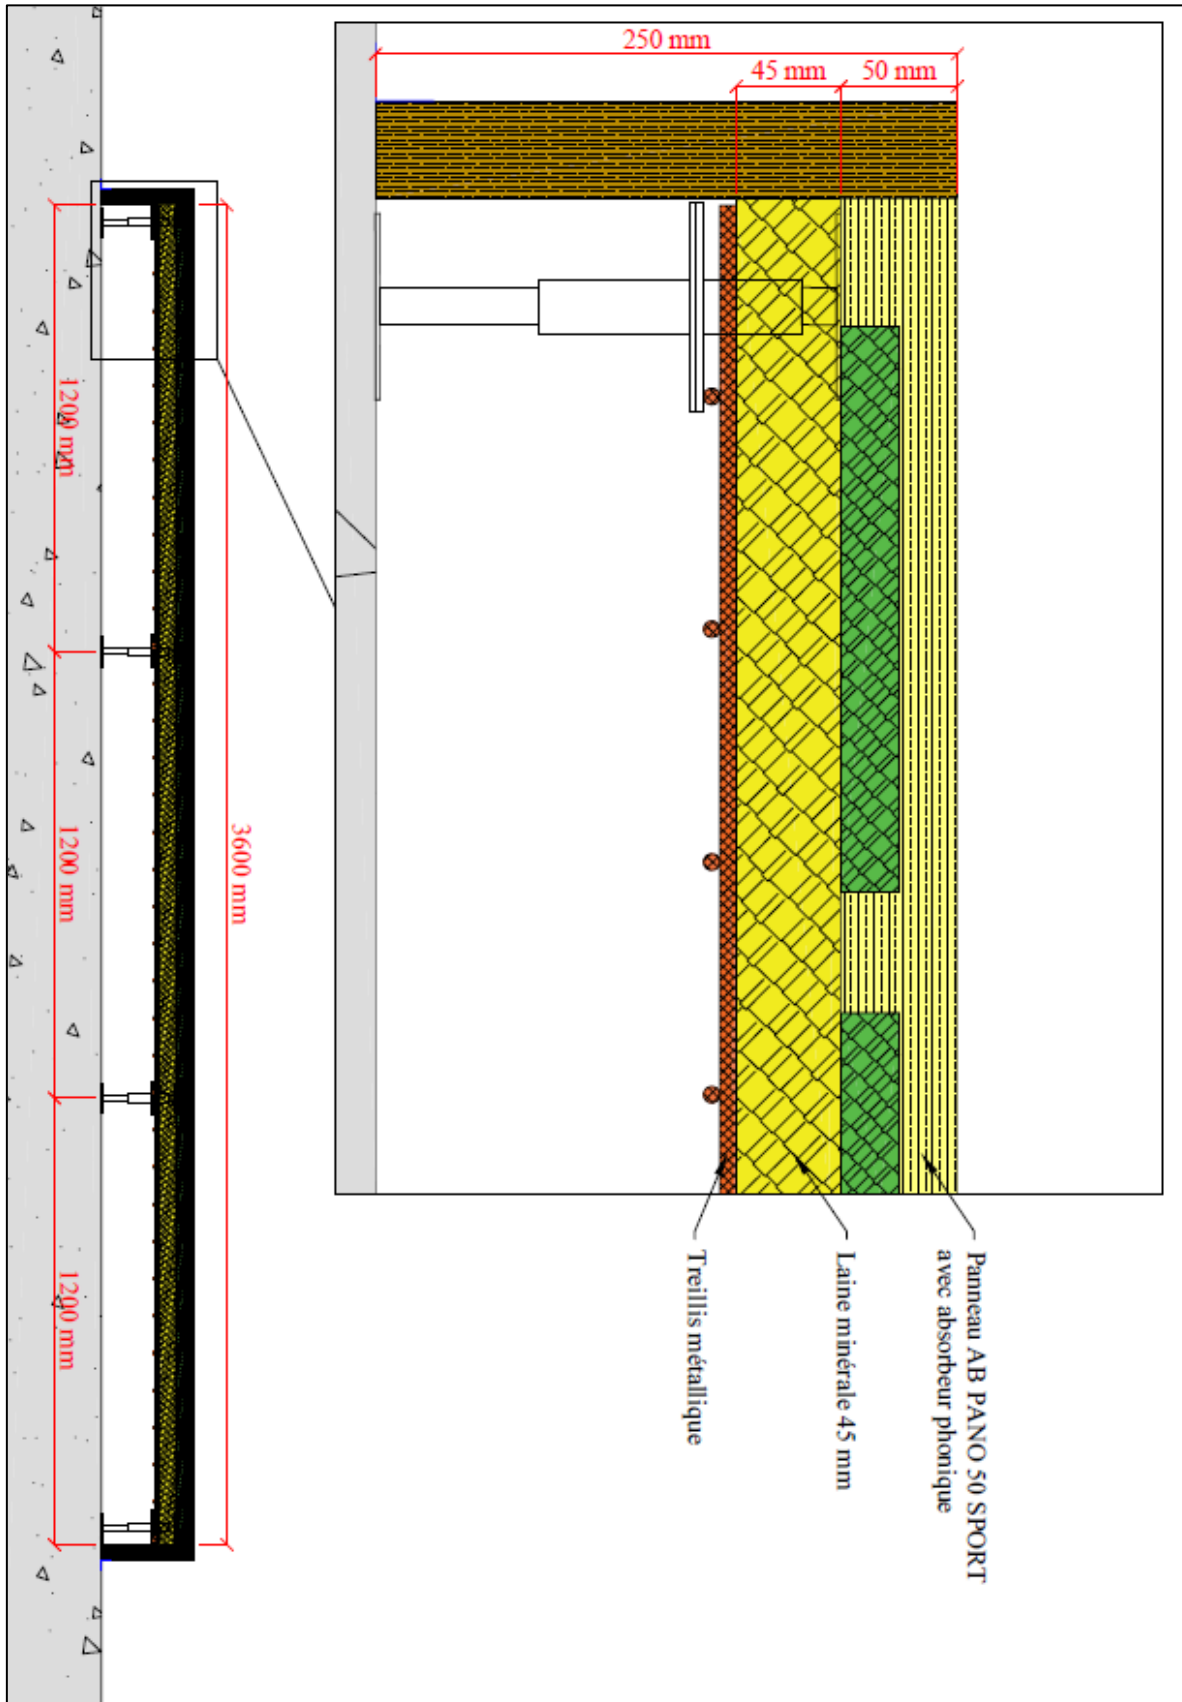 250 mm
45 mm
50 mm
1200 mm
1200 mm
1200 mm
3600 mm
Panneau AB PANO 50 SPORT
avec absorbeur phonique
Laine minérale 45 mm
Treillis métallique